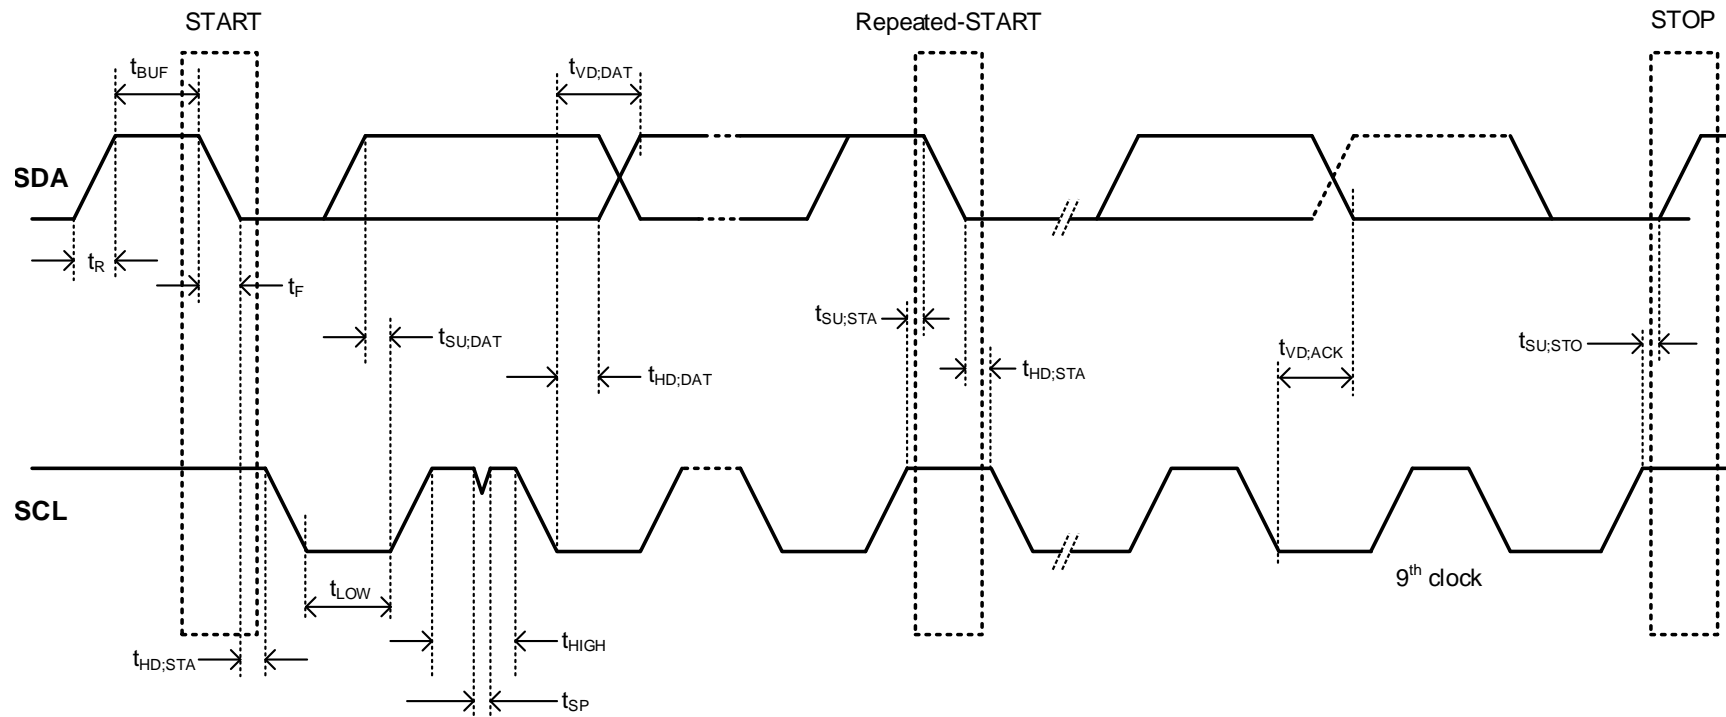 START
Repeated-START
STOP
tBUF
tVD;DAT
SDA
tR
tF
tSU;DAT
tSU;STA
tSU;STO
tVD;ACK
tHD;DAT
tHD;STA
SCL
9th clock
tLOW
tHIGH
tHD;STA
tSP